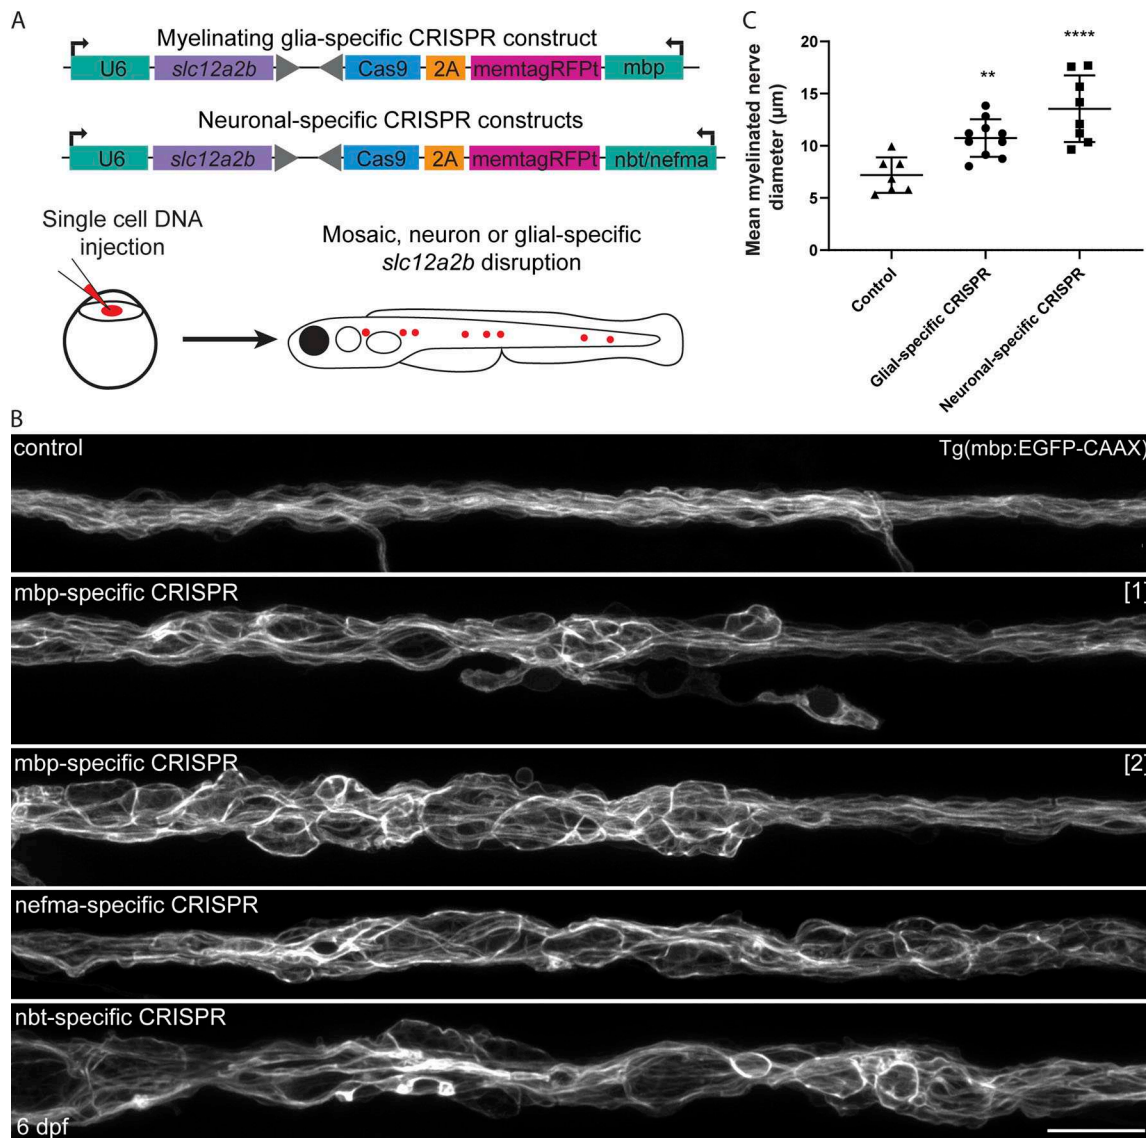 A
Myelinating glia-specific CRISPR construct
U6 slc12a2b Cas9 2A memtagRFPt mbp
Neuronal-specific CRISPR constructs
U6 slc12a2b Cas9 2A memtagRFPt nbt/nefma
Single cell DNA
injection
Mosaic, neuron or glial-specific
slc12a2b disruption
C
Mean myelinated nerve
diameter (µm)
20
15
10
5
0
**
****
Control
Glial-specific CRISPR
Neuronal-specific CRISPR
B
control Tg(mbp:EGFP-CAAX)
mbp-specific CRISPR [1]
mbp-specific CRISPR [2]
nefma-specific CRISPR
nbt-specific CRISPR
6 dpf